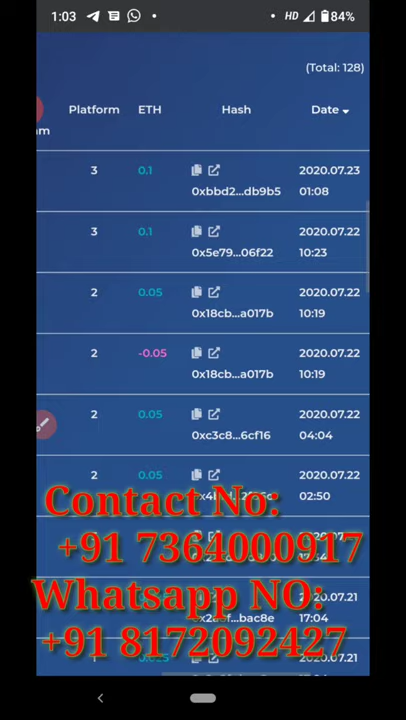 1:03 HD 84%
(Total: 128)
Platform ETH Hash Date
am
3 0.1 2020.07.23
0xbbd2...db9b5 01:08
3 0.1 2020.07.22
0x5e79...06f22 10:23
2 0.05 2020.07.22
0x18cb...a017b 10:19
2 -0.05 2020.07.22
0x18cb...a017b 10:19
2 0.05 2020.07.22
0xc3c8...6cf16 04:04
2 0.05 2020.07.22
02:50
Contact No:
+91 7364000917
Whatsapp NO:
17:04
+91 8172092427
2020.07.21